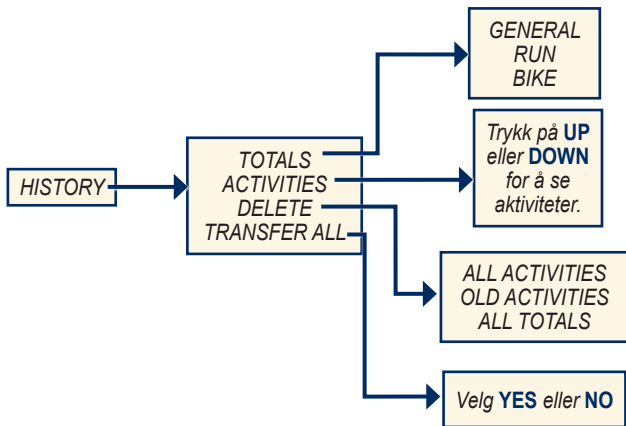 HISTORY
TOTALS
ACTIVITIES
DELETE
TRANSFER ALL
GENERAL
RUN
BIKE
Trykk på UP
eller DOWN
for å se
aktiviteter.
ALL ACTIVITIES
OLD ACTIVITIES
ALL TOTALS
Velg YES eller NO